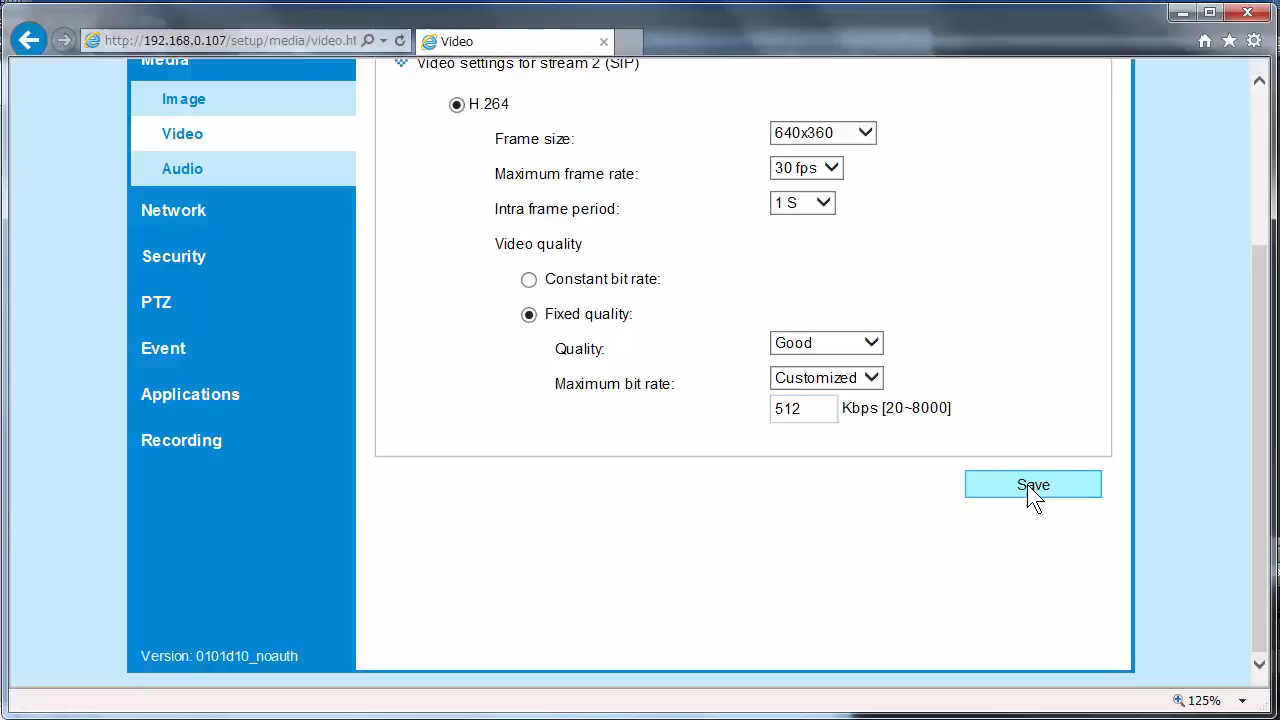 http://192.168.0.107/setup/media/video.ht
Video
Media
Image
Video
Audio
Network
Security
PTZ
Event
Applications
Recording
Version: 0101d10_noauth
Video settings for stream 2 (SIP)
H.264
Frame size: 640x360
Maximum frame rate: 30 fps
Intra frame period: 1 S
Video quality
Constant bit rate:
Fixed quality:
Quality: Good
Maximum bit rate: Customized
512 Kbps [20~8000]
Save
125%